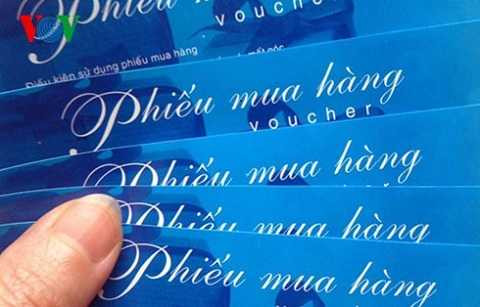 VOV
Phiếu
voucher
Điều kiện sử dụng phiếu mua hàng
Phiếu mua hàng
voucher
Phiếu mua hàng
Phiếu mua hàng
Phiếu mua hàng